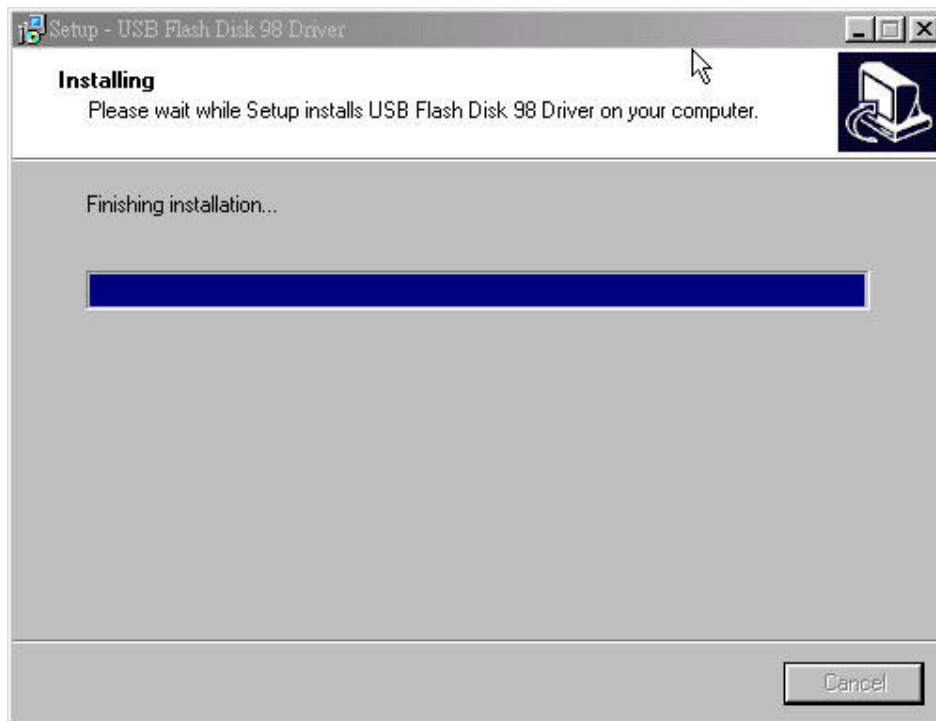 Setup - USB Flash Disk 98 Driver
Installing
Please wait while Setup installs USB Flash Disk 98 Driver on your computer.
Finishing installation...
Cancel